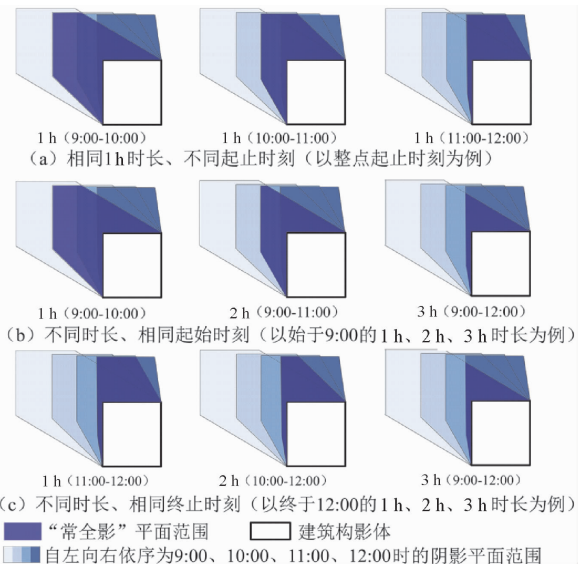 1 h（9:00-10:00） 1 h（10:00-11:00） 1 h（11:00-12:00）
（a）相同1 h时长、不同起止时刻（以整点起止时刻为例）
1 h（9:00-10:00） 2 h（9:00-11:00） 3 h（9:00-12:00）
（b）不同时长、相同起始时刻（以始于9:00的1 h、2 h、3 h时长为例）
1 h（11:00-12:00） 2 h（10:00-12:00） 3 h（9:00-12:00）
（c）不同时长、相同终止时刻（以终于12:00的1 h、2 h、3 h时长为例）
“常全影”平面范围 建筑构影体
自左向右依序为9:00、10:00、11:00、12:00时的阴影平面范围